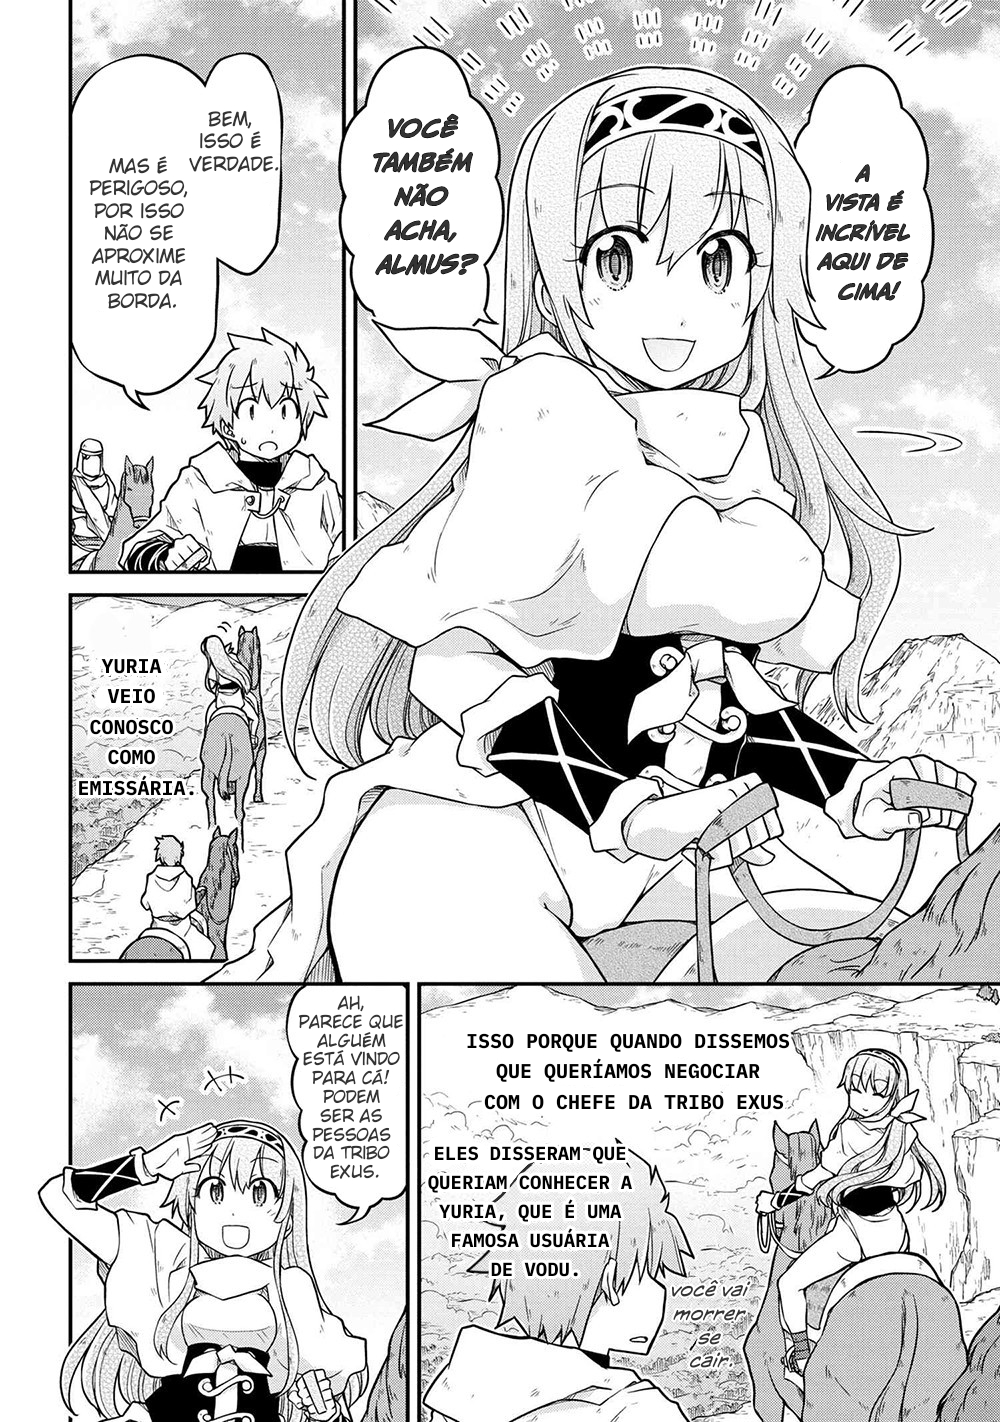 A
VISTA É
INCRÍVEL
AQUI DE
CIMA!
VOCÊ
TAMBÉM
NÃO
ACHA,
ALMUS?
BEM,
ISSO É
VERDADE.
MAS É
PERIGOSO,
POR ISSO
NÃO SE
APROXIME
MUITO DA
BORDA.
YURIA
VEIO
CONOSCO
COMO
EMISSÁRIA.
ISSO PORQUE QUANDO DISSEMOS
QUE QUERÍAMOS NEGOCIAR
COM O CHEFE DA TRIBO EXUS
ELES DISSERAM QUE
QUERIAM CONHECER A
YURIA, QUE É UMA
FAMOSA USUÁRIA
DE VODU.
você vai
morrer
se
cair.
AH,
PARECE QUE
ALGUÉM
ESTÁ VINDO
PARA CÁ!
PODEM
SER AS
PESSOAS
DA TRIBO
EXUS.